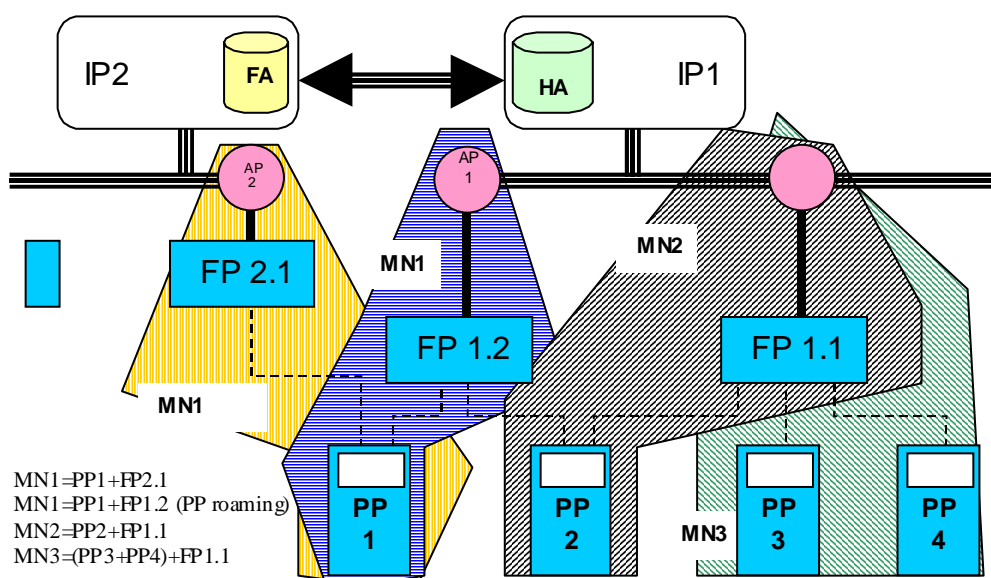 IP2
FA
HA
IP1
AP
2
AP
1
MN1
MN2
FP 2.1
FP 1.2
FP 1.1
MN1
MN1=PP1+FP2.1
MN1=PP1+FP1.2 (PP roaming)
MN2=PP2+FP1.1
MN3=(PP3+PP4)+FP1.1
PP
1
PP
2
MN3
PP
3
PP
4